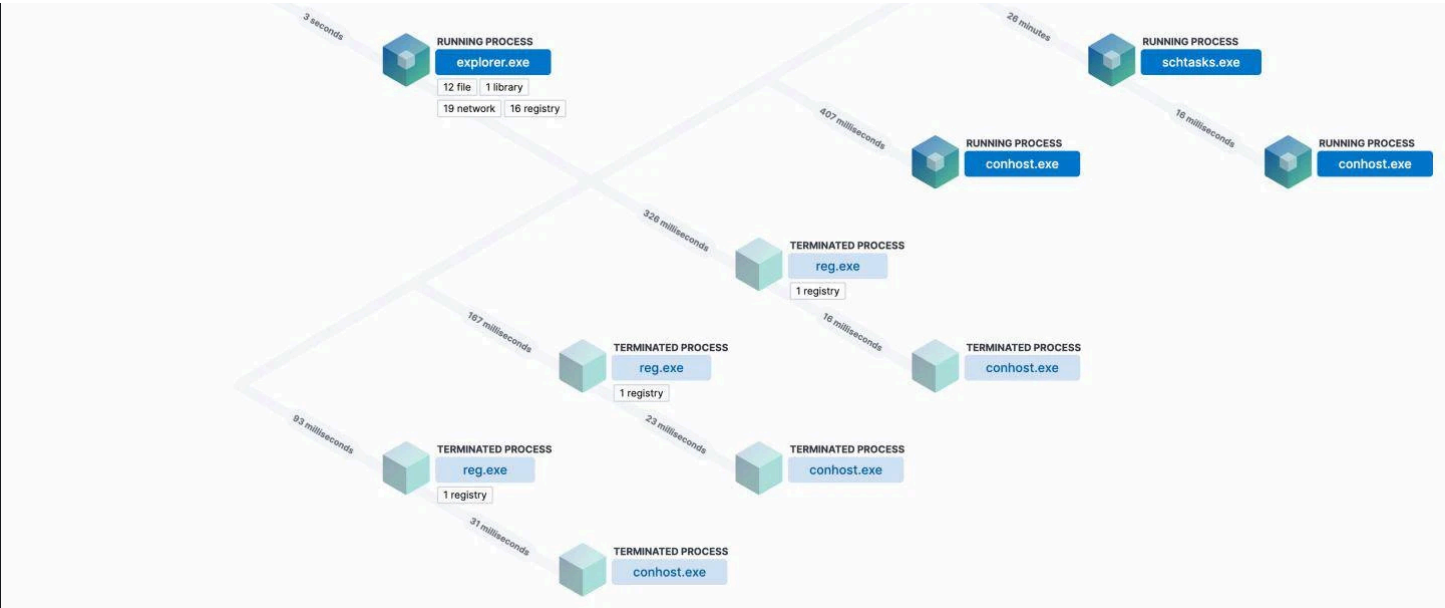 3 seconds
RUNNING PROCESS
explorer.exe
12 file 1 library
19 network 16 registry
26 minutes
RUNNING PROCESS
schtasks.exe
407 milliseconds
RUNNING PROCESS
conhost.exe
16 milliseconds
RUNNING PROCESS
conhost.exe
326 milliseconds
TERMINATED PROCESS
reg.exe
1 registry
16 milliseconds
TERMINATED PROCESS
conhost.exe
167 milliseconds
TERMINATED PROCESS
reg.exe
1 registry
23 milliseconds
TERMINATED PROCESS
conhost.exe
93 milliseconds
TERMINATED PROCESS
reg.exe
1 registry
31 milliseconds
TERMINATED PROCESS
conhost.exe